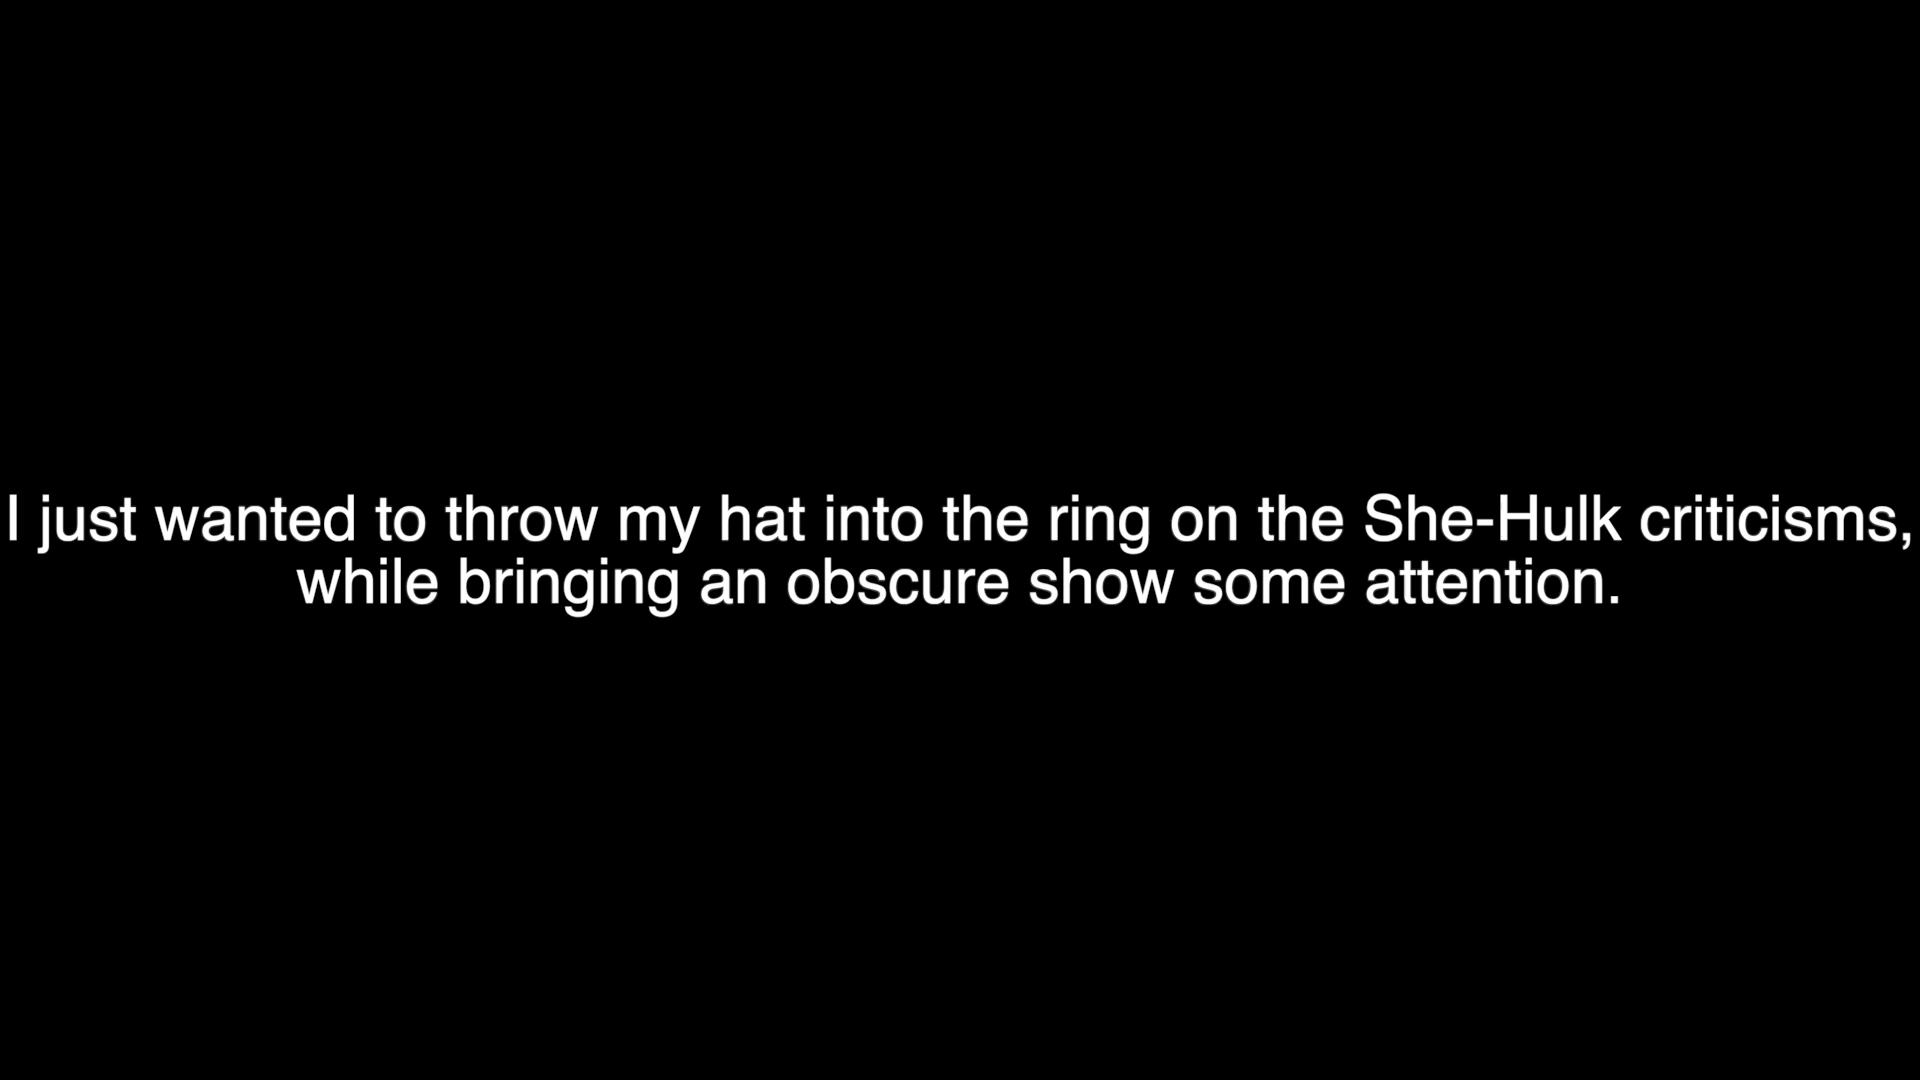 I just wanted to throw my hat into the ring on the She-Hulk criticisms,
while bringing an obscure show some attention.